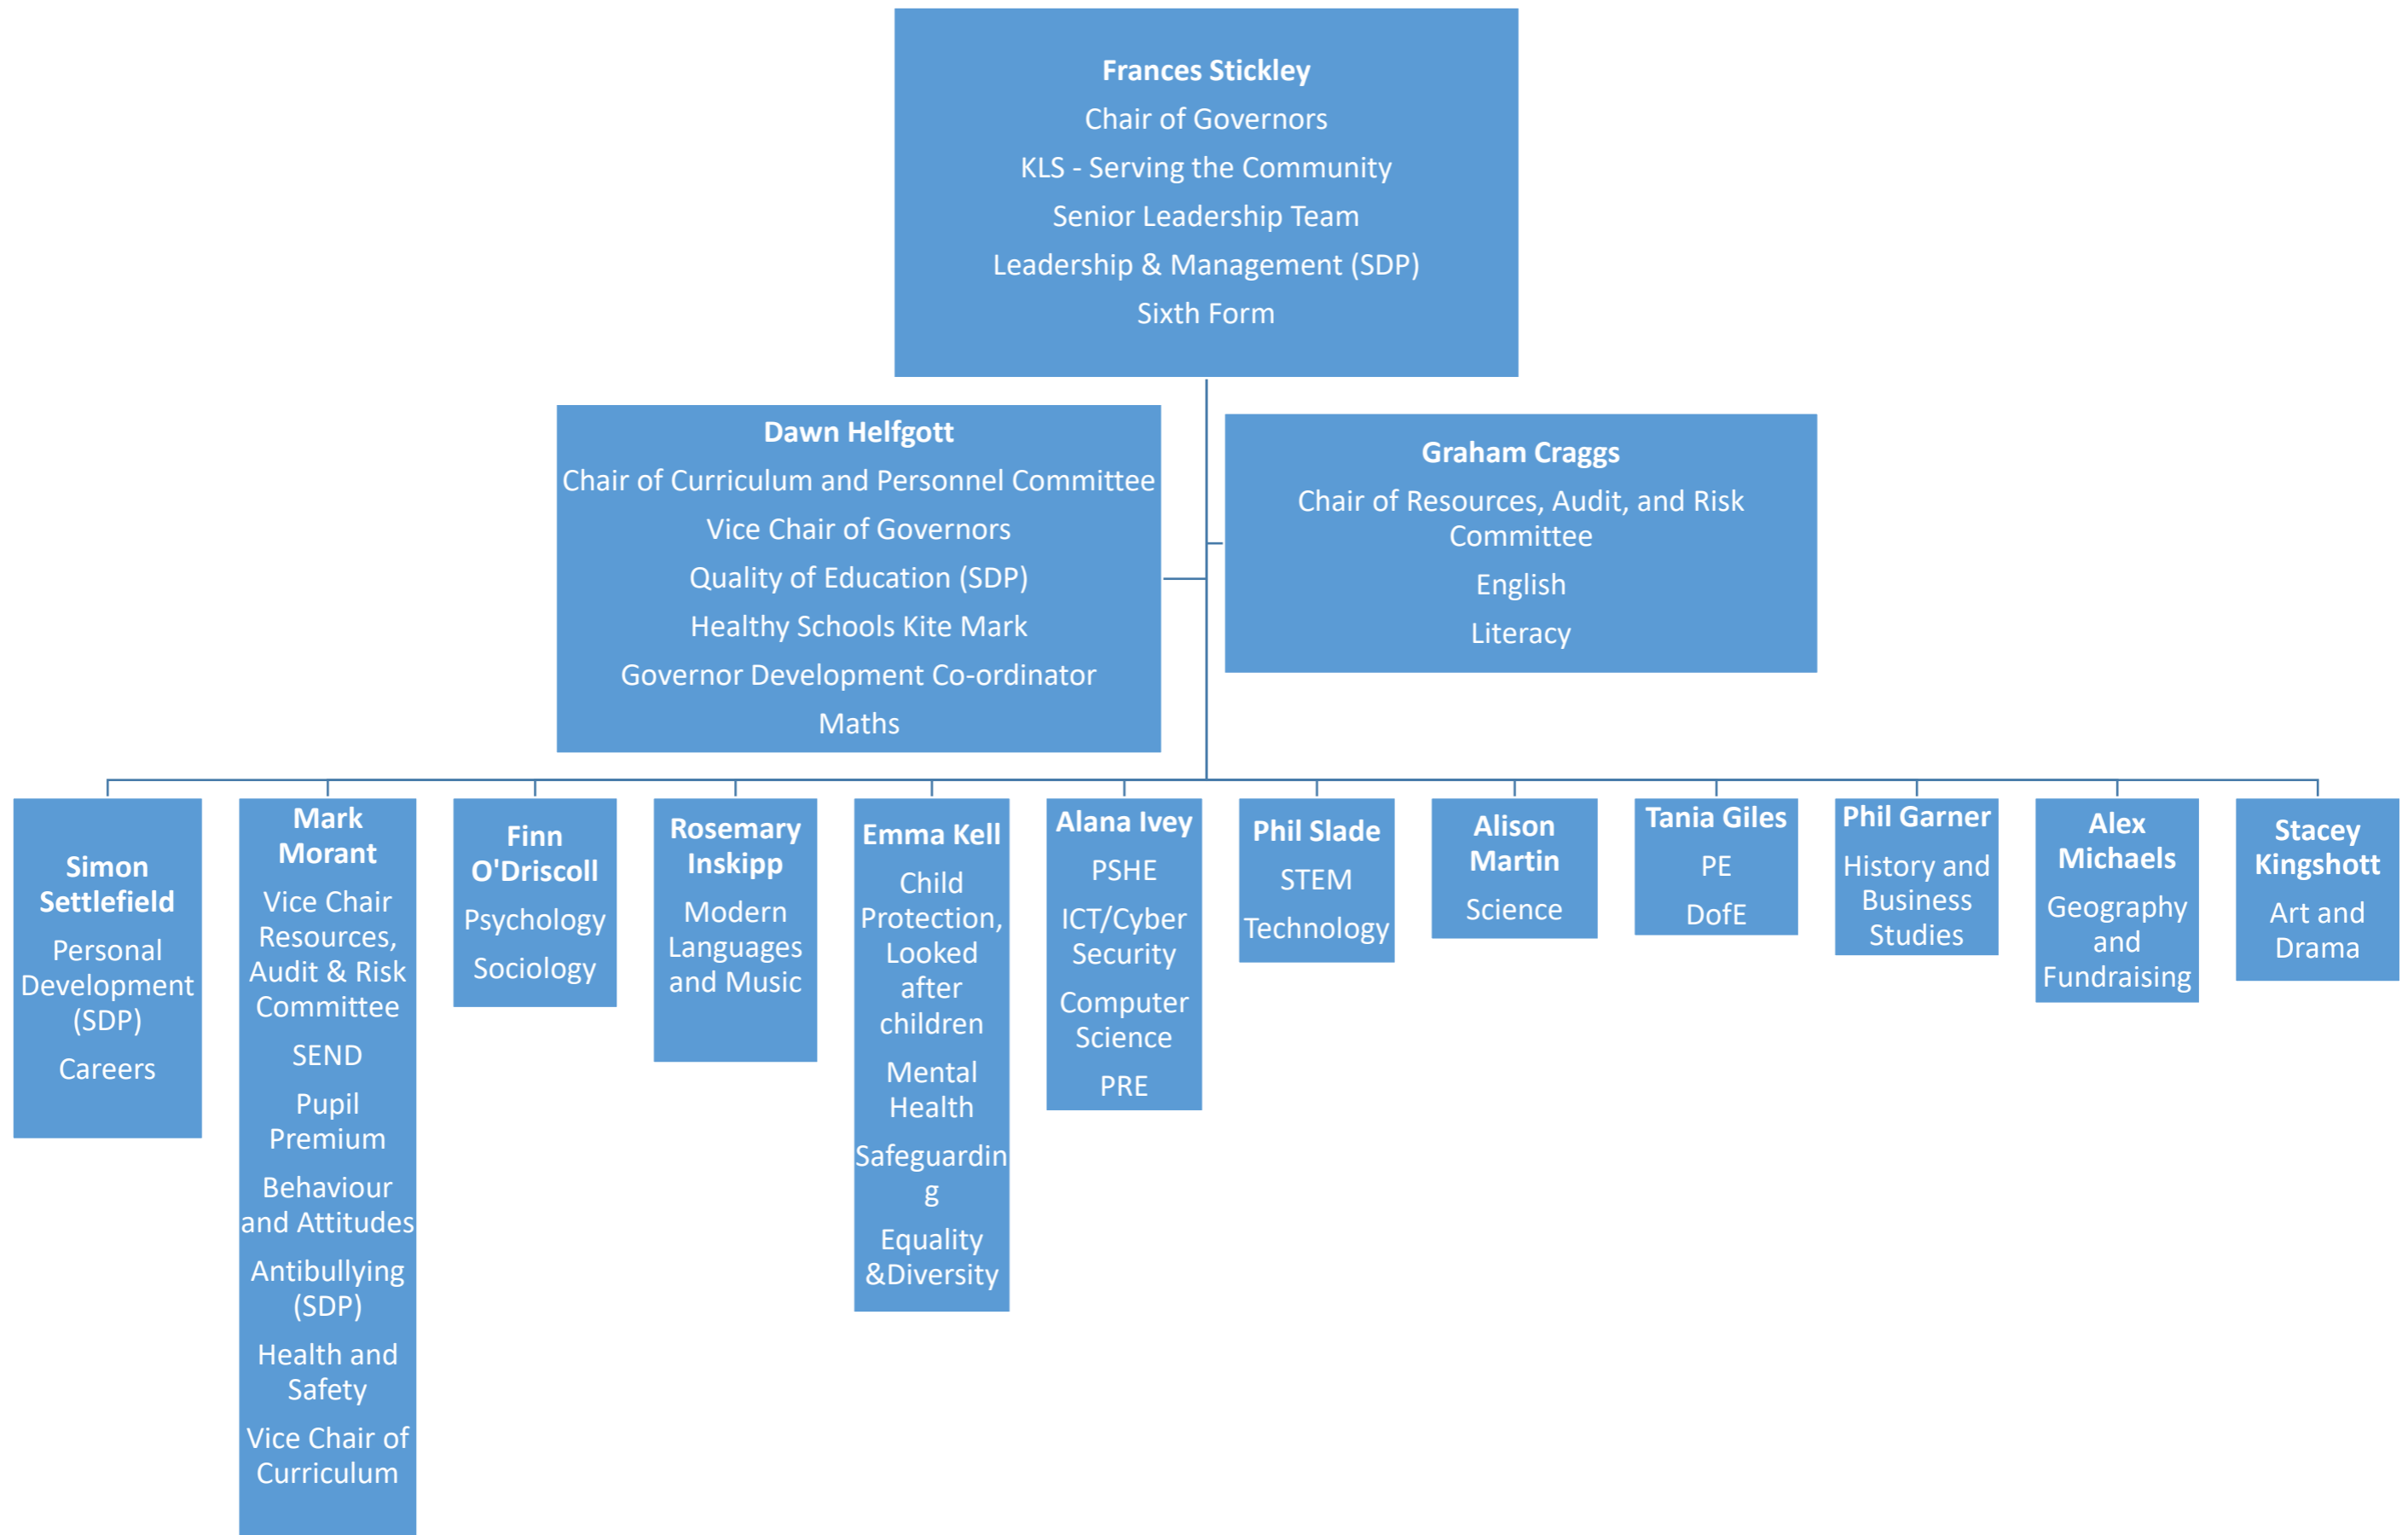 Frances Stickley
Chair of Governors
KLS - Serving the Community
Senior Leadership Team
Leadership & Management (SDP)
Sixth Form
Dawn Helfgott
Chair of Curriculum and Personnel Committee
Vice Chair of Governors
Quality of Education (SDP)
Healthy Schools Kite Mark
Governor Development Co-ordinator
Maths
Graham Craggs
Chair of Resources, Audit, and Risk
Committee
English
Literacy
Simon
Settlefield
Personal
Development
(SDP)
Careers
Mark
Morant
Vice Chair
Resources,
Audit & Risk
Committee
SEND
Pupil
Premium
Behaviour
and Attitudes
Antibullying
(SDP)
Health and
Safety
Vice Chair of
Curriculum
Finn
O'Driscoll
Psychology
Sociology
Rosemary
Inskipp
Modern
Languages
and Music
Emma Kell
Child
Protection,
Looked
after
children
Mental
Health
Safeguardin
g
Equality
&Diversity
Alana Ivey
PSHE
ICT/Cyber
Security
Computer
Science
PRE
Phil Slade
STEM
Technology
Alison
Martin
Science
Tania Giles
PE
DofE
Phil Garner
History and
Business
Studies
Alex
Michaels
Geography
and
Fundraising
Stacey
Kingshott
Art and
Drama